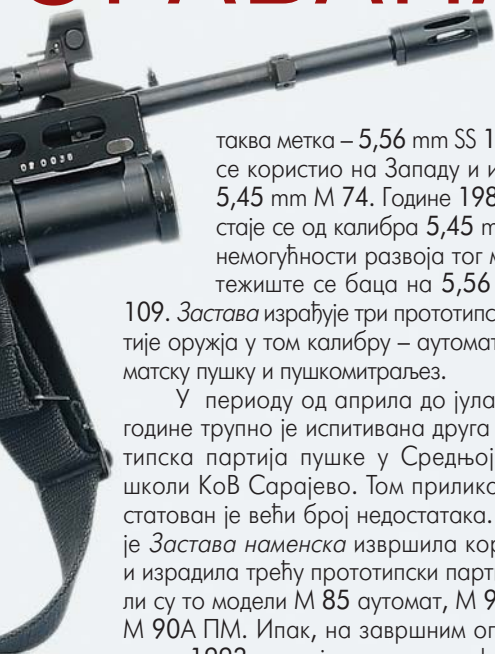 таква метка – 5,56 mm SS 1
се користио на Западу и и
5,45 mm М 74. Године 198
стаје се од калибра 5,45 m
немогућности развоја тог м
тежиште се баца на 5,56
109. Застава израђује три прототипс
тије оружја у том калибру – аутомат
матску пушку и пушкомитраљез.
У периоду од априла до јула
године трупно је испитивана друга
типска партија пушке у Средњој
школи КоВ Сарајево. Том прилико
статован је већи број недостатака.
је Застава наменска извршила кор
и израдила трећу прототипски парт
ли су то модели М 85 аутомат, М 9
М 90А ПМ. Ипак, на завршним оп